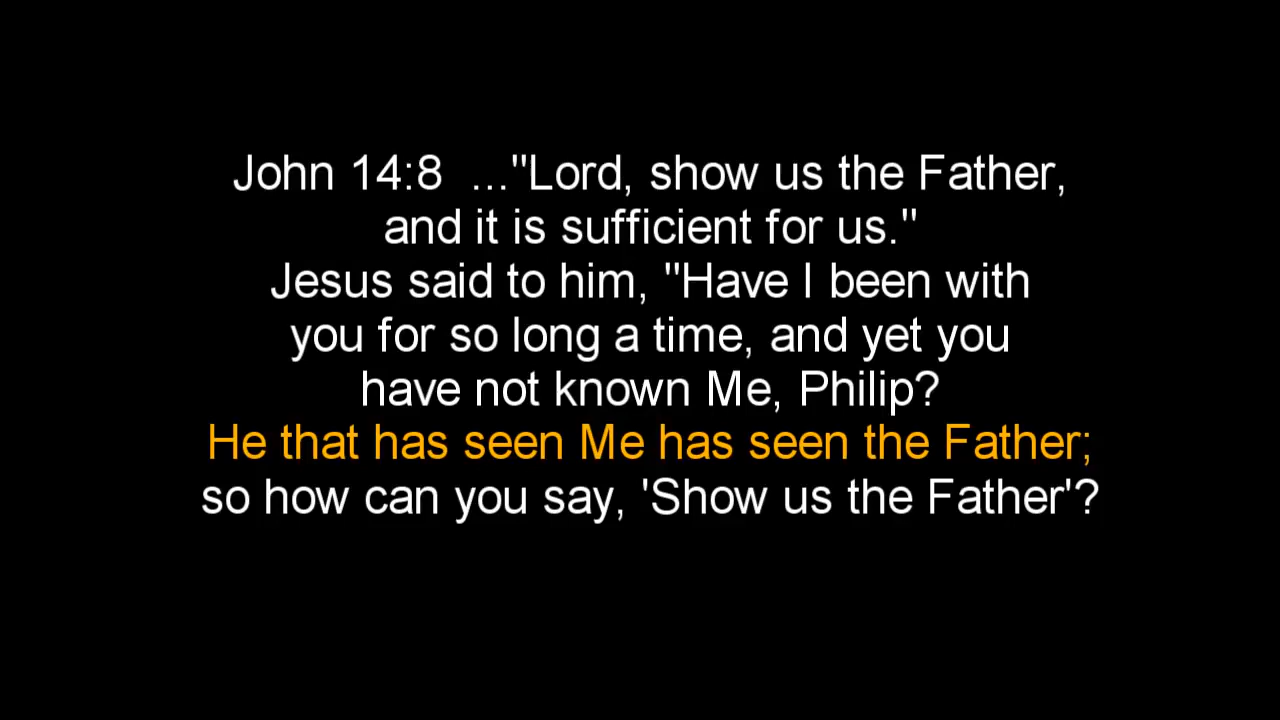 John 14:8  ..."Lord, show us the Father,
and it is sufficient for us."
Jesus said to him, "Have I been with
you for so long a time, and yet you
have not known Me, Philip?
He that has seen Me has seen the Father;
so how can you say, 'Show us the Father'?